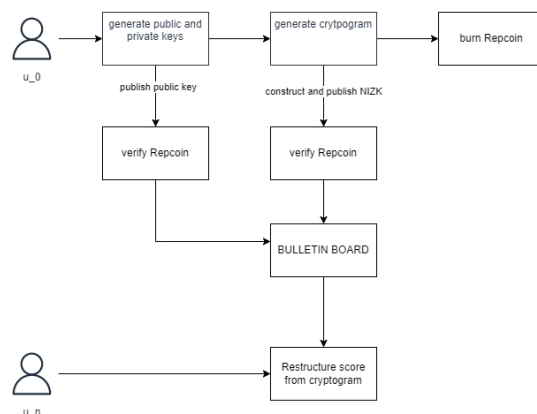 generate public and
private keys
generate crytpogram
burn Repcoin
u_0
publish public key
construct and publish NIZK
verify Repcoin
verify Repcoin
BULLETIN BOARD
Restructure score
from cryptogram
u_n